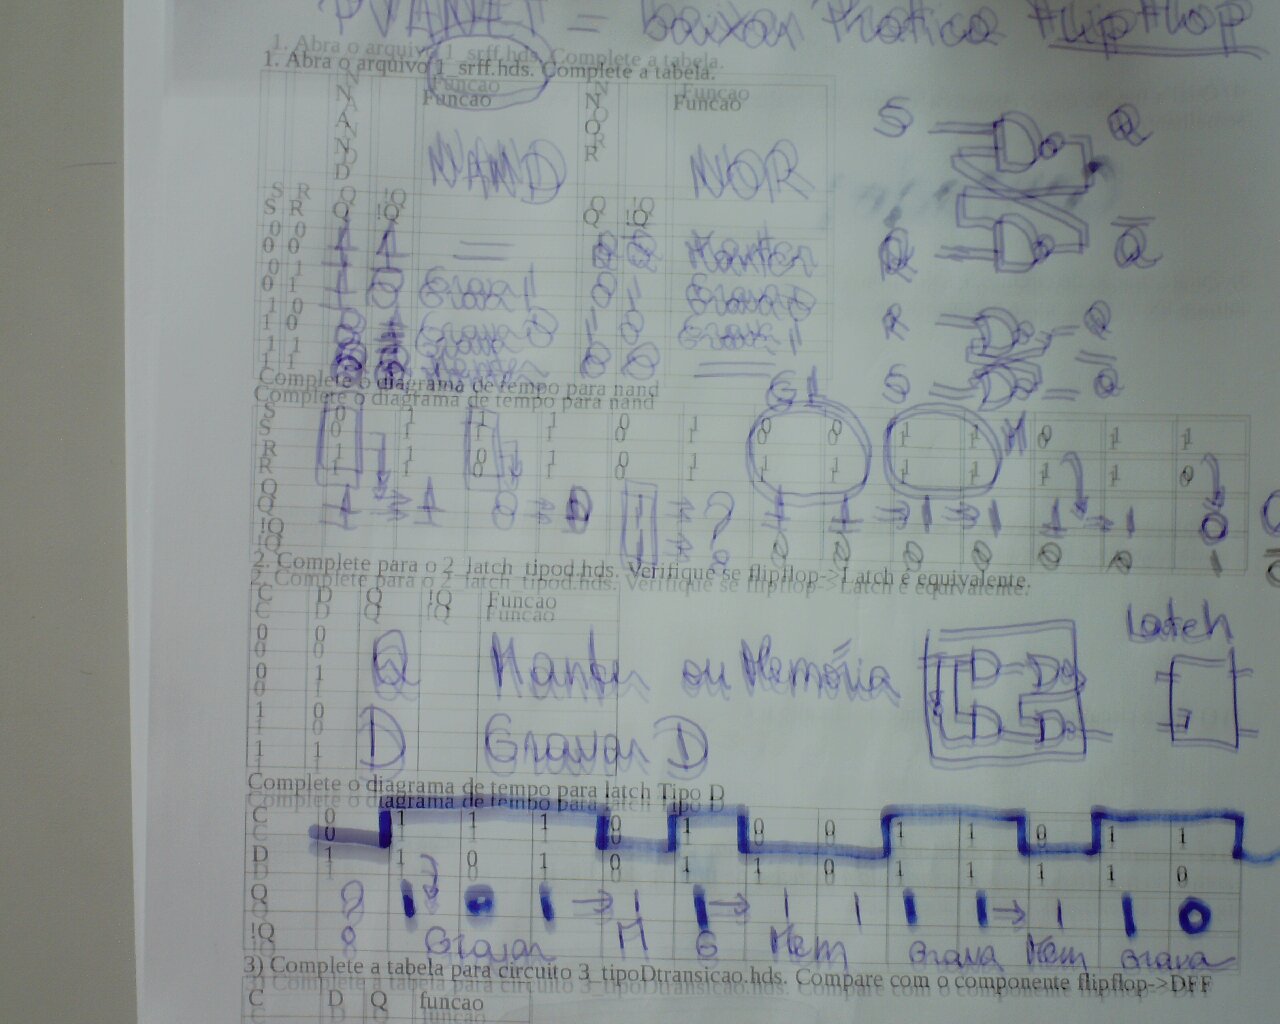 PVANET = baixar Pratica FlipFlop
1. Abra o arquivo 1_srff.hds. Complete a tabela.
NAND Funcao NOR Funcao
NAND NOR
S R Q !Q Q !Q
0 0 1 1 = 0 0 Manter
0 1 1 0 Grava 1 0 1 Grava 0
1 0 0 1 Grava 0 1 0 Grava 1
1 1 0 0
S Q
R Q
R Q
S Q
Complete o diagrama de tempo para nand
G1
S 0 1 1 1 0 1 0 0 1 1 M 0 1 1
R 1 1 0 1 0 1 1 1 1 1 1 1 0
Q 1 → 1 0 → 0 1 → ? 1 1 → 1 → 1 1 → 1 0
!Q 1 → ? 0 0 0 0 0 0 1
2. Complete para o 2_latch_tipod.hds. Verifique se flipflop->Latch e equivalente.
C D Q !Q Funcao
0 0
0 1 Q Manter ou Memória
1 0
1 1 D Gravar D
Latch
Complete o diagrama de tempo para latch Tipo D
C 0 1 1 1 0 1 0 0 1 1 0 1 1
D 1 1 0 1 0 1 1 0 1 1 1 1 0
Q ? 1 0 1 → 1 1 → 1 1 1 1 → 1 1 0
!Q ? Gravar M G Mem Grava Mem Grava
3) Complete a tabela para circuito 3_tipoDtransicao.hds. Compare com o componente flipflop->DFF
C D Q funcao